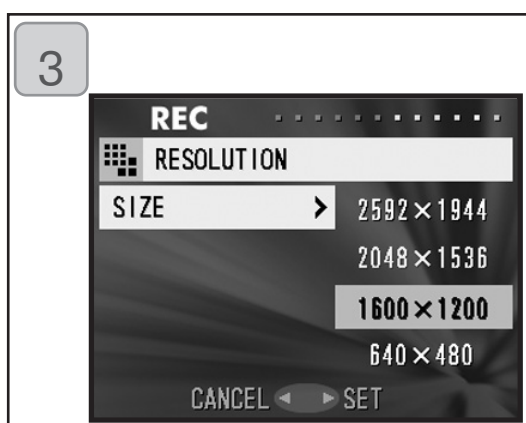 3
REC
RESOLUTION
SIZE > 2592×1944
2048×1536
1600×1200
640×480
CANCEL ◄ ► SET